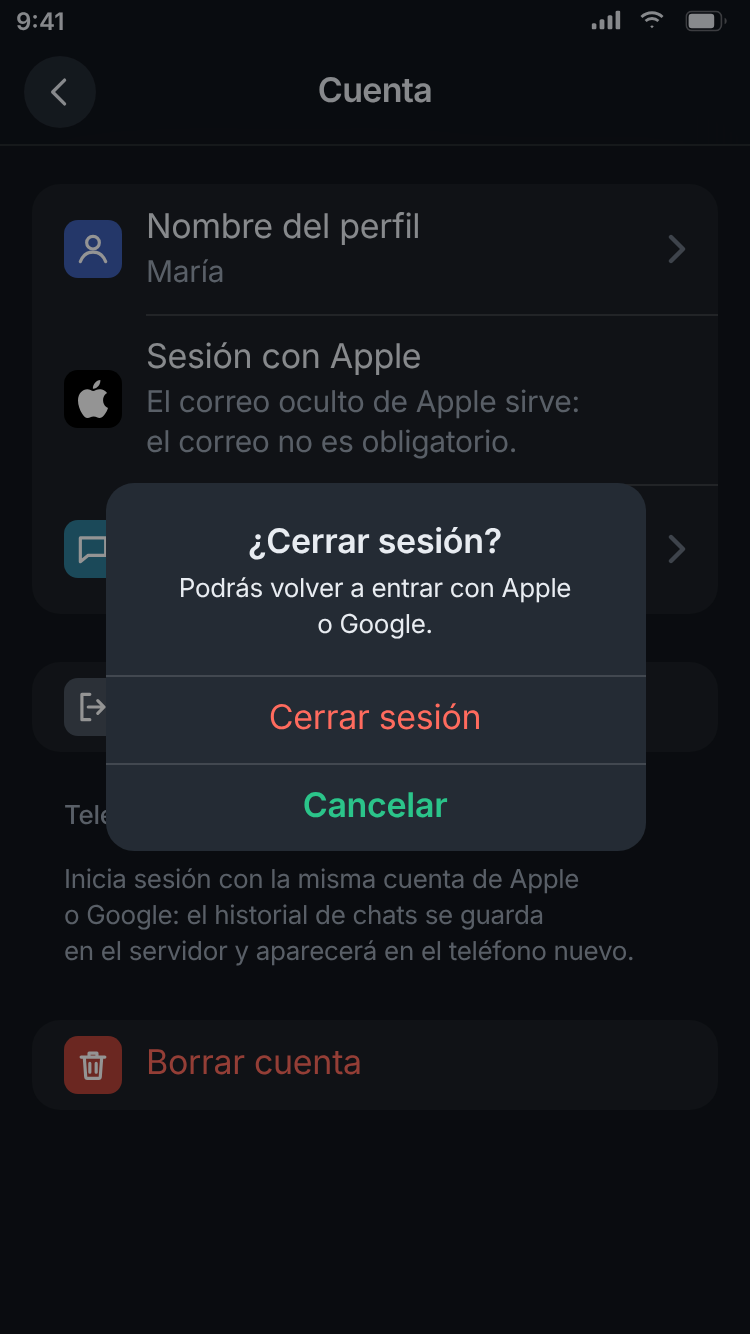 9:41
Cuenta
Nombre del perfil
María
Sesión con Apple
El correo oculto de Apple sirve:
el correo no es obligatorio.
¿Cerrar sesión?
Podrás volver a entrar con Apple
o Google.
Cerrar sesión
Cancelar
Inicia sesión con la misma cuenta de Apple
o Google: el historial de chats se guarda
en el servidor y aparecerá en el teléfono nuevo.
Borrar cuenta